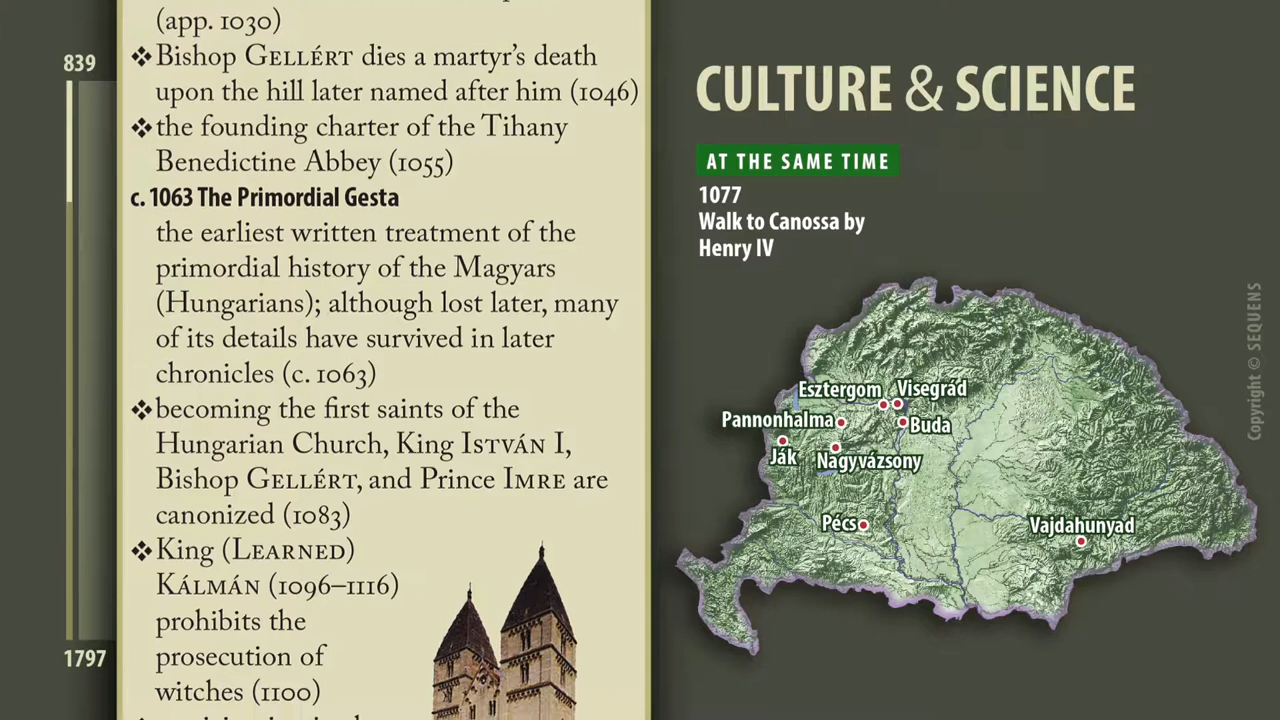 (app. 1030)
❖ Bishop GELLÉRT dies a martyr's death
upon the hill later named after him (1046)
❖ the founding charter of the Tihany
Benedictine Abbey (1055)
c. 1063 The Primordial Gesta
the earliest written treatment of the
primordial history of the Magyars
(Hungarians); although lost later, many
of its details have survived in later
chronicles (c. 1063)
❖ becoming the first saints of the
Hungarian Church, King ISTVÁN I,
Bishop GELLÉRT, and Prince IMRE are
canonized (1083)
❖ King (LEARNED)
KÁLMÁN (1096–1116)
prohibits the
prosecution of
witches (1100)
839
1797
CULTURE & SCIENCE
AT THE SAME TIME
1077
Walk to Canossa by
Henry IV
Esztergom
Visegrád
Pannonhalma
Buda
Ják
Nagyvázsony
Pécs
Vajdahunyad
Copyright © SEQUENS